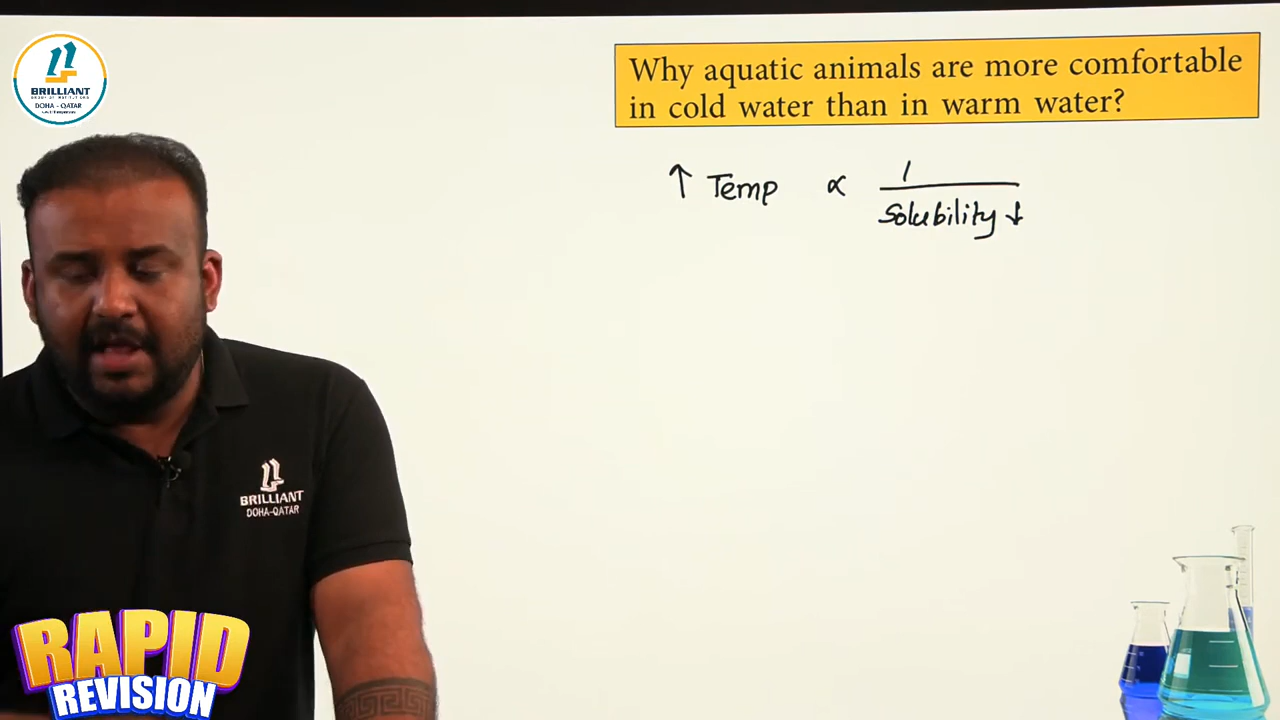 BRILLIANT
DOHA - QATAR
Why aquatic animals are more comfortable
in cold water than in warm water?
↑ Temp ∝ 1
Solubility ↓
BRILLIANT
DOHA-QATAR
RAPID
REVISION